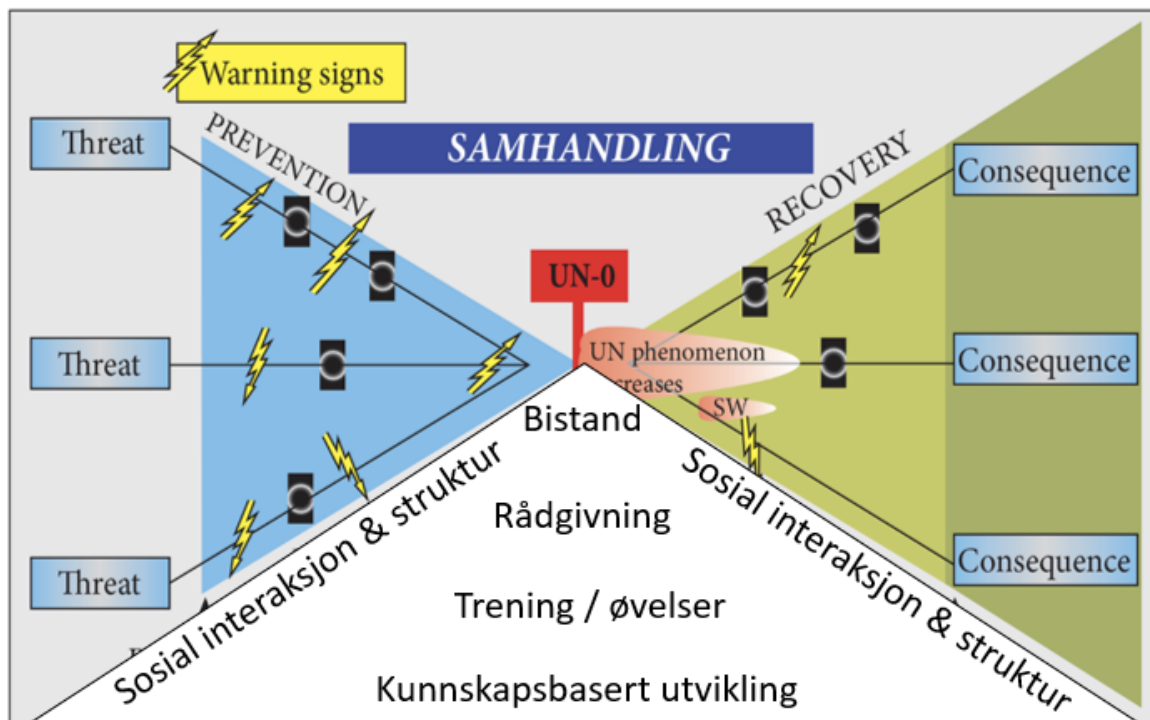 Warning signs
Threat
PREVENTION
SAMHANDLING
RECOVERY
Consequence
UN-0
Threat
UN phenomenon
Consequence
SW
Bistand
Sosial interaksjon & struktur
Sosial interaksjon & struktur
Rådgivning
Threat
Consequence
Trening / øvelser
Kunnskapsbasert utvikling